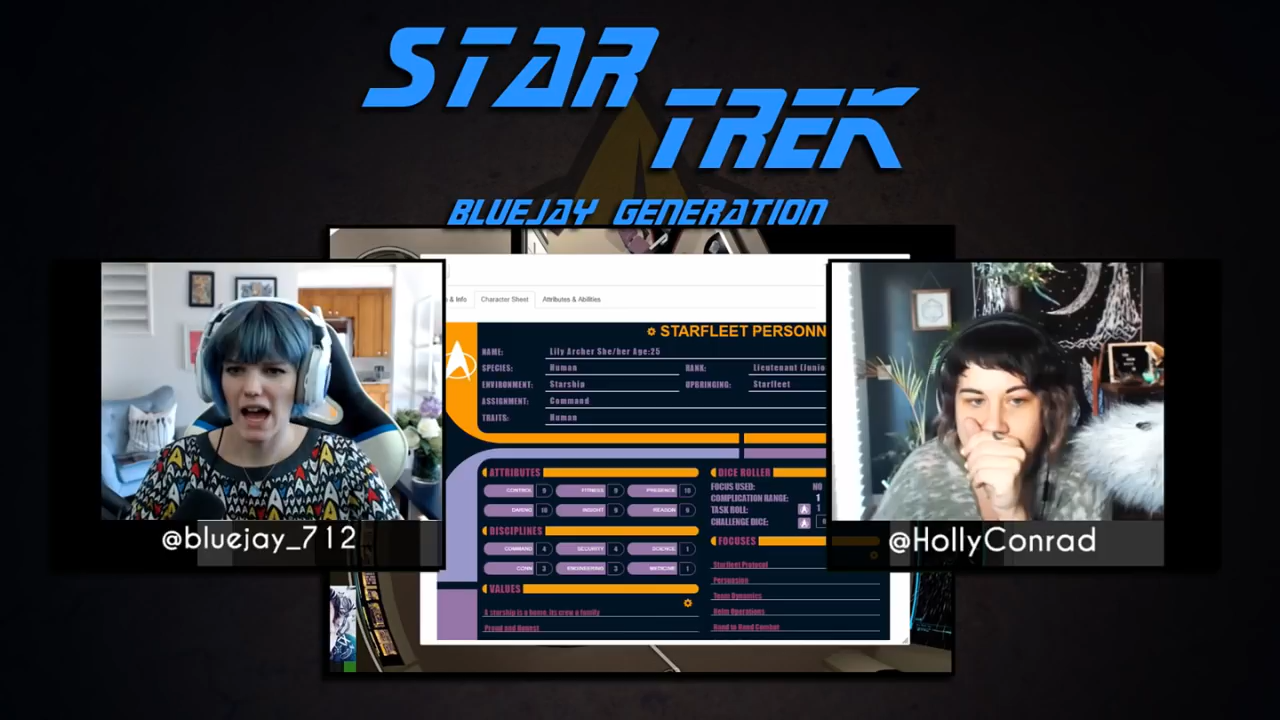 STAR
TREK
BLUEJAY GENERATION
& Info Character Sheet Attributes & Abilities
STARFLEET PERSONN
NAME: Lily Archer She/her Age:25
SPECIES: Human RANK: Lieutenant (Junio
ENVIRONMENT: Starship UPBRINGING: Starfleet
ASSIGNMENT: Command
TRAITS: Human
ATTRIBUTES
CONTROL 9 FITNESS 9 PRESENCE 10
DARING 10 INSIGHT 9 REASON 9
DISCIPLINES
COMMAND 4 SECURITY 4 SCIENCE 1
CONN 3 ENGINEERING 3 MEDICINE 1
VALUES
A starship is a home, its crew a family
Proud and Honest
DICE ROLLER
FOCUS USED: NO
COMPLICATION RANGE: 1
TASK ROLL: 1
CHALLENGE DICE:
FOCUSES
Starfleet Protocol
Persuasion
Team Dynamics
Helm Operations
Hand to Hand Combat
@bluejay_712
@HollyConrad